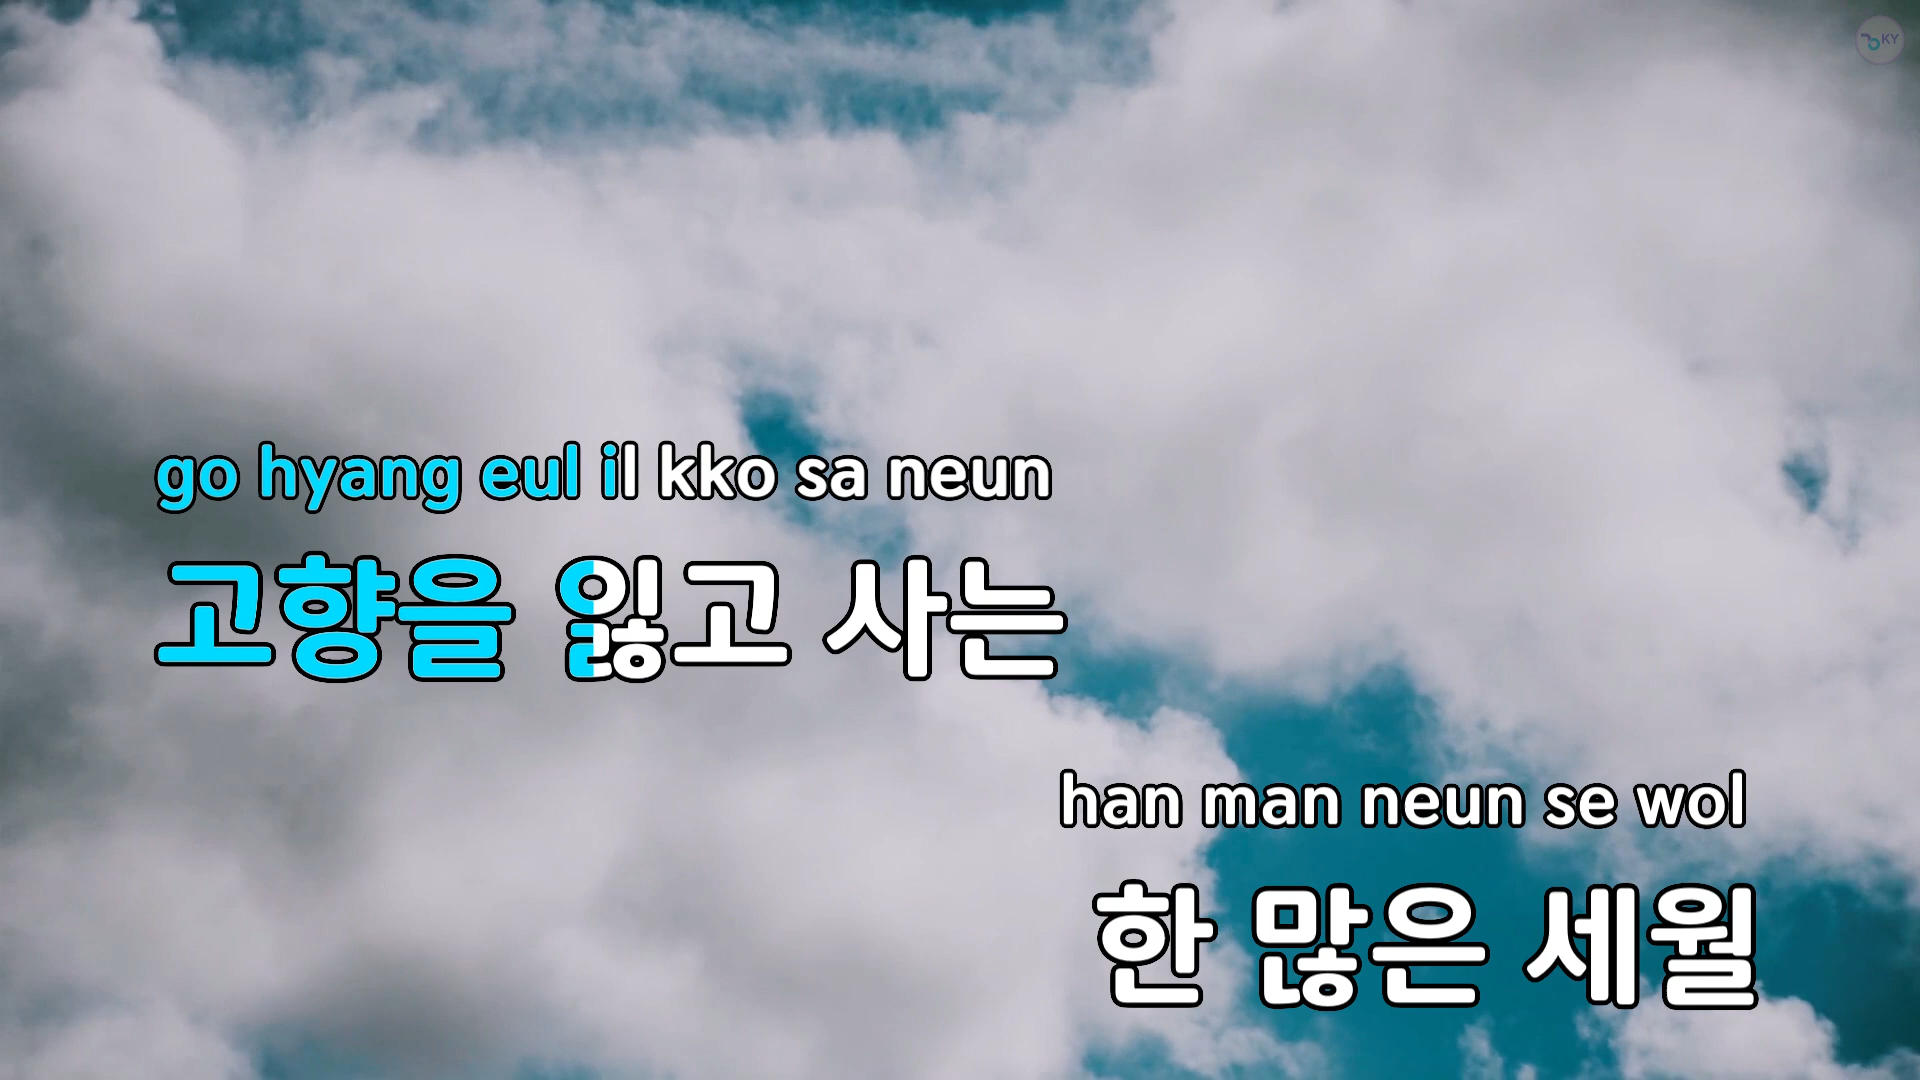 KY
go hyang eul il kko sa neun
고향을 잃고 사는
han man neun se wol
한 많은 세월